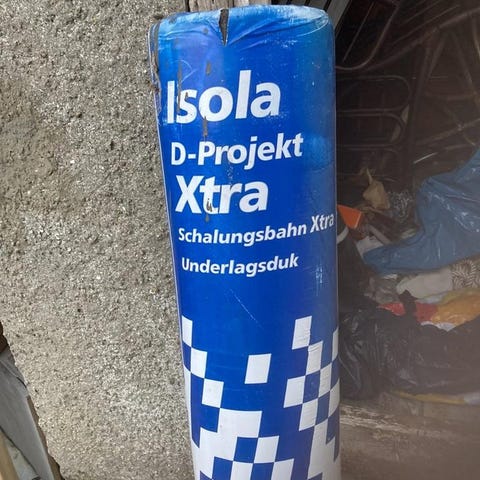 Isola
D-Projekt
Xtra
Schalungsbahn Xtra
Underlagsduk